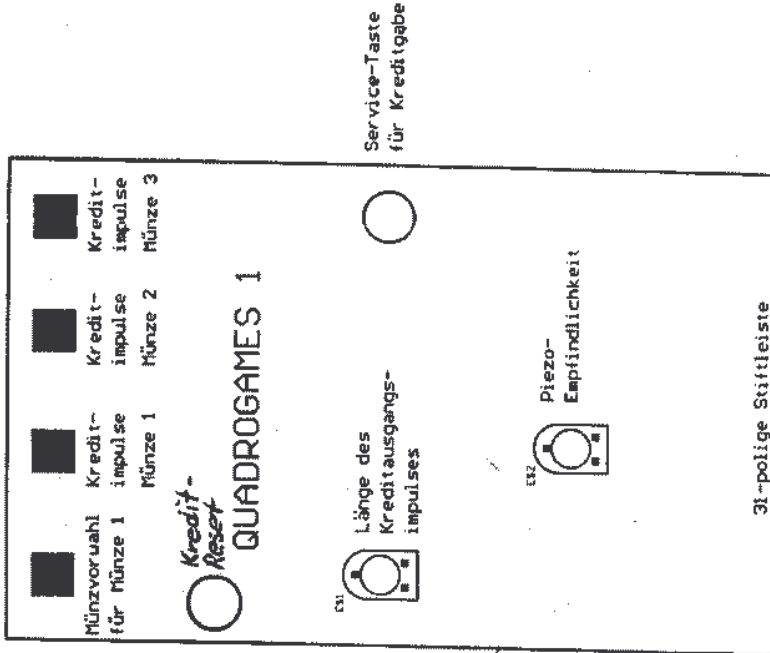 Münzvorwahl
für Münze 1
Kredit-
impulse
Münze 1
Kredit-
impulse
Münze 2
Kredit-
impulse
Münze 3
Kredit-
Reset
QUADROGAMES 1
Service-Taste
für Kreditgabe
Länge des
Kreditausgangs-
impulses
Piezo-
Empfindlichkeit
31-polige Stiftleiste